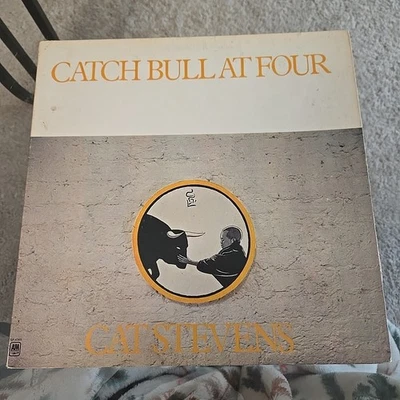 CATCH BULL AT FOUR
CAT STEVENS
A&M